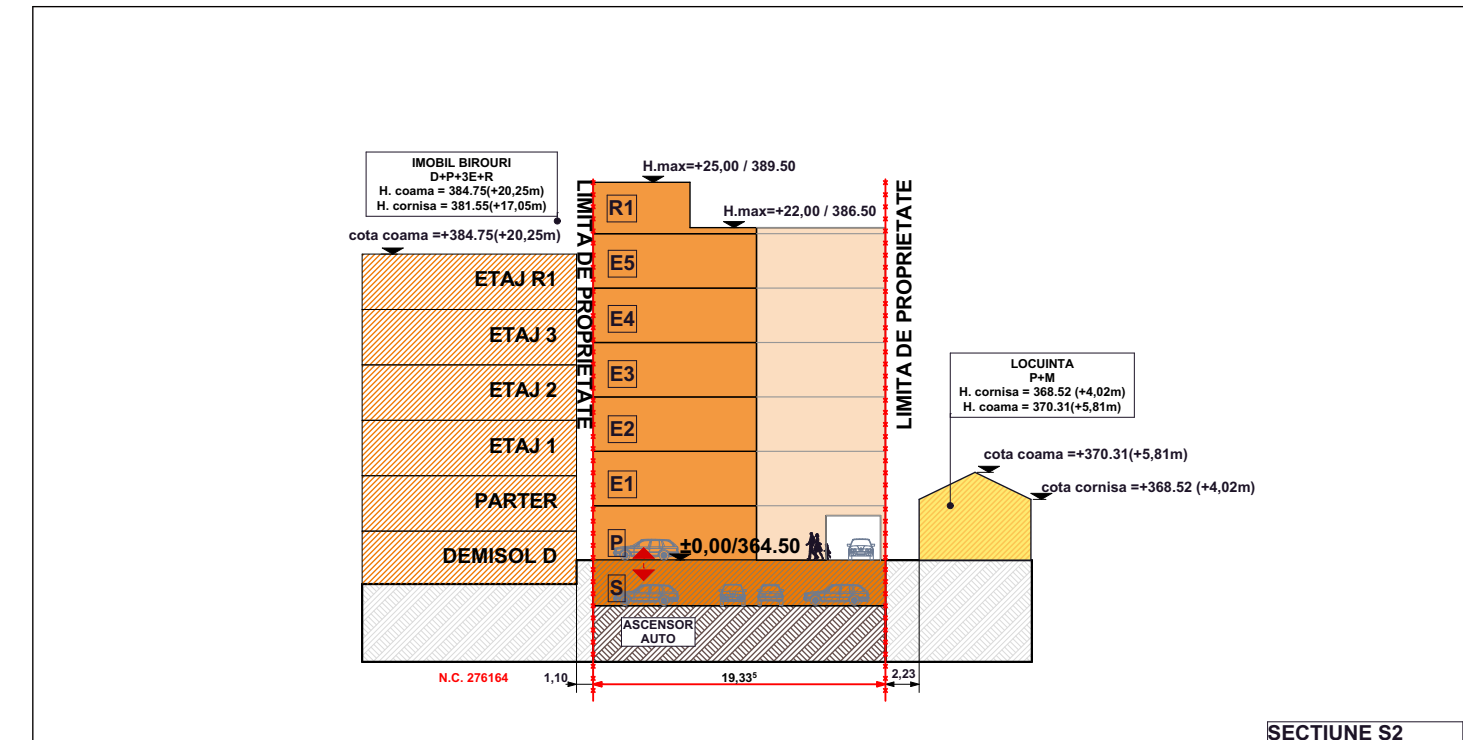 IMOBIL BIROURI
D+P+3E+R
H. coama = 384.75(+20,25m)
H. cornisa = 381.55(+17,05m)
cota coama =+384.75(+20,25m)
H.max=+25,00 / 389.50
H.max=+22,00 / 386.50
LIMITA DE PROPRIETATE
LIMITA DE PROPRIETATE
ETAJ R1
ETAJ 3
ETAJ 2
ETAJ 1
PARTER
DEMISOL D
R1
E5
E4
E3
E2
E1
P
±0,00/364.50
S
ASCENSOR
AUTO
LOCUINTA
P+M
H. cornisa = 368.52 (+4,02m)
H. coama = 370.31(+5,81m)
cota coama =+370.31(+5,81m)
cota cornisa =+368.52 (+4,02m)
N.C. 276164
1,10
19,33⁵
2,23
SECTIUNE S2